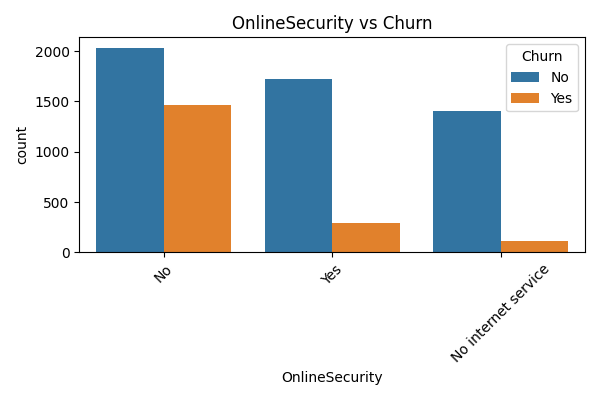 OnlineSecurity vs Churn
Churn
No
Yes
2000
1500
1000
500
0
count
No
Yes
No internet service
OnlineSecurity